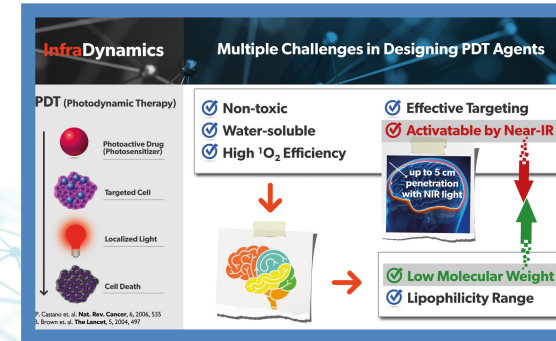 InfraDynamics
Multiple Challenges in Designing PDT Agents
PDT (Photodynamic Therapy)
Photoactive Drug
(Photosensitizer)
Targeted Cell
Localized Light
Cell Death
P. Castano et. al. Nat. Rev. Cancer, 6, 2006, 535
S. Brown et. al. The Lancet, 5, 2004, 497
Non-toxic
Water-soluble
High ¹O₂ Efficiency
Effective Targeting
Activatable by Near-IR
up to 5 cm
penetration
with NIR light
Low Molecular Weight
Lipophilicity Range